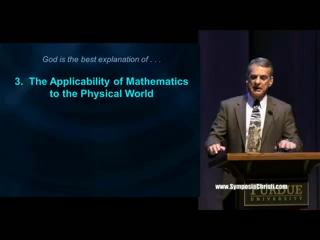 God is the best explanation of . . .
3. The Applicability of Mathematics
to the Physical World
www.SymposiaChristi.com
PURDUE
UNIVERSITY